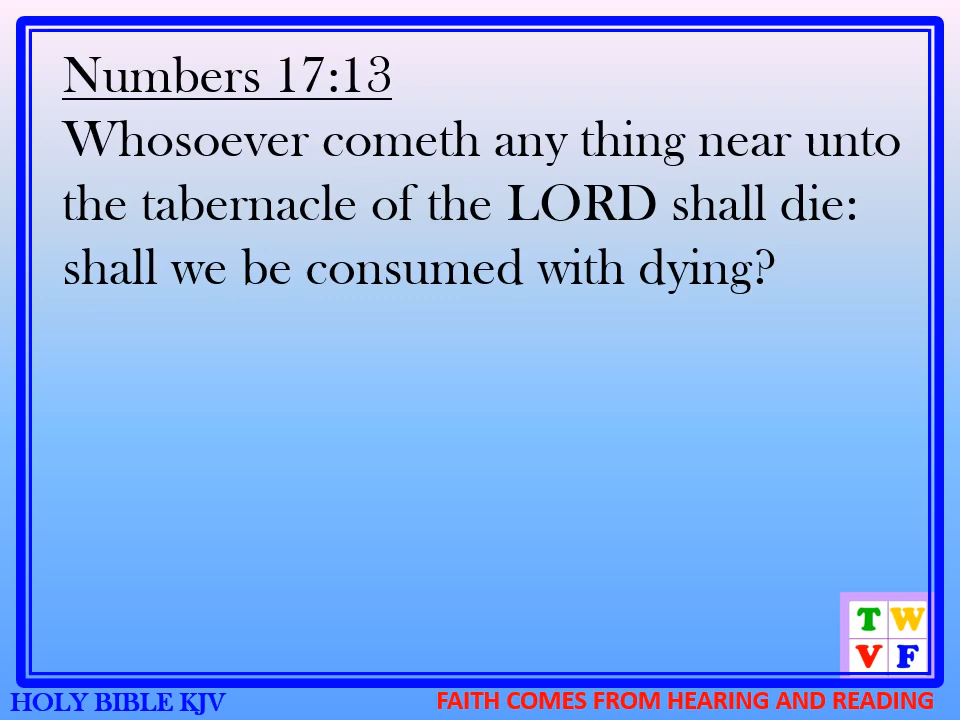 Numbers 17:13
Whosoever cometh any thing near unto
the tabernacle of the LORD shall die:
shall we be consumed with dying?
T W
V F
HOLY BIBLE KJV
FAITH COMES FROM HEARING AND READING